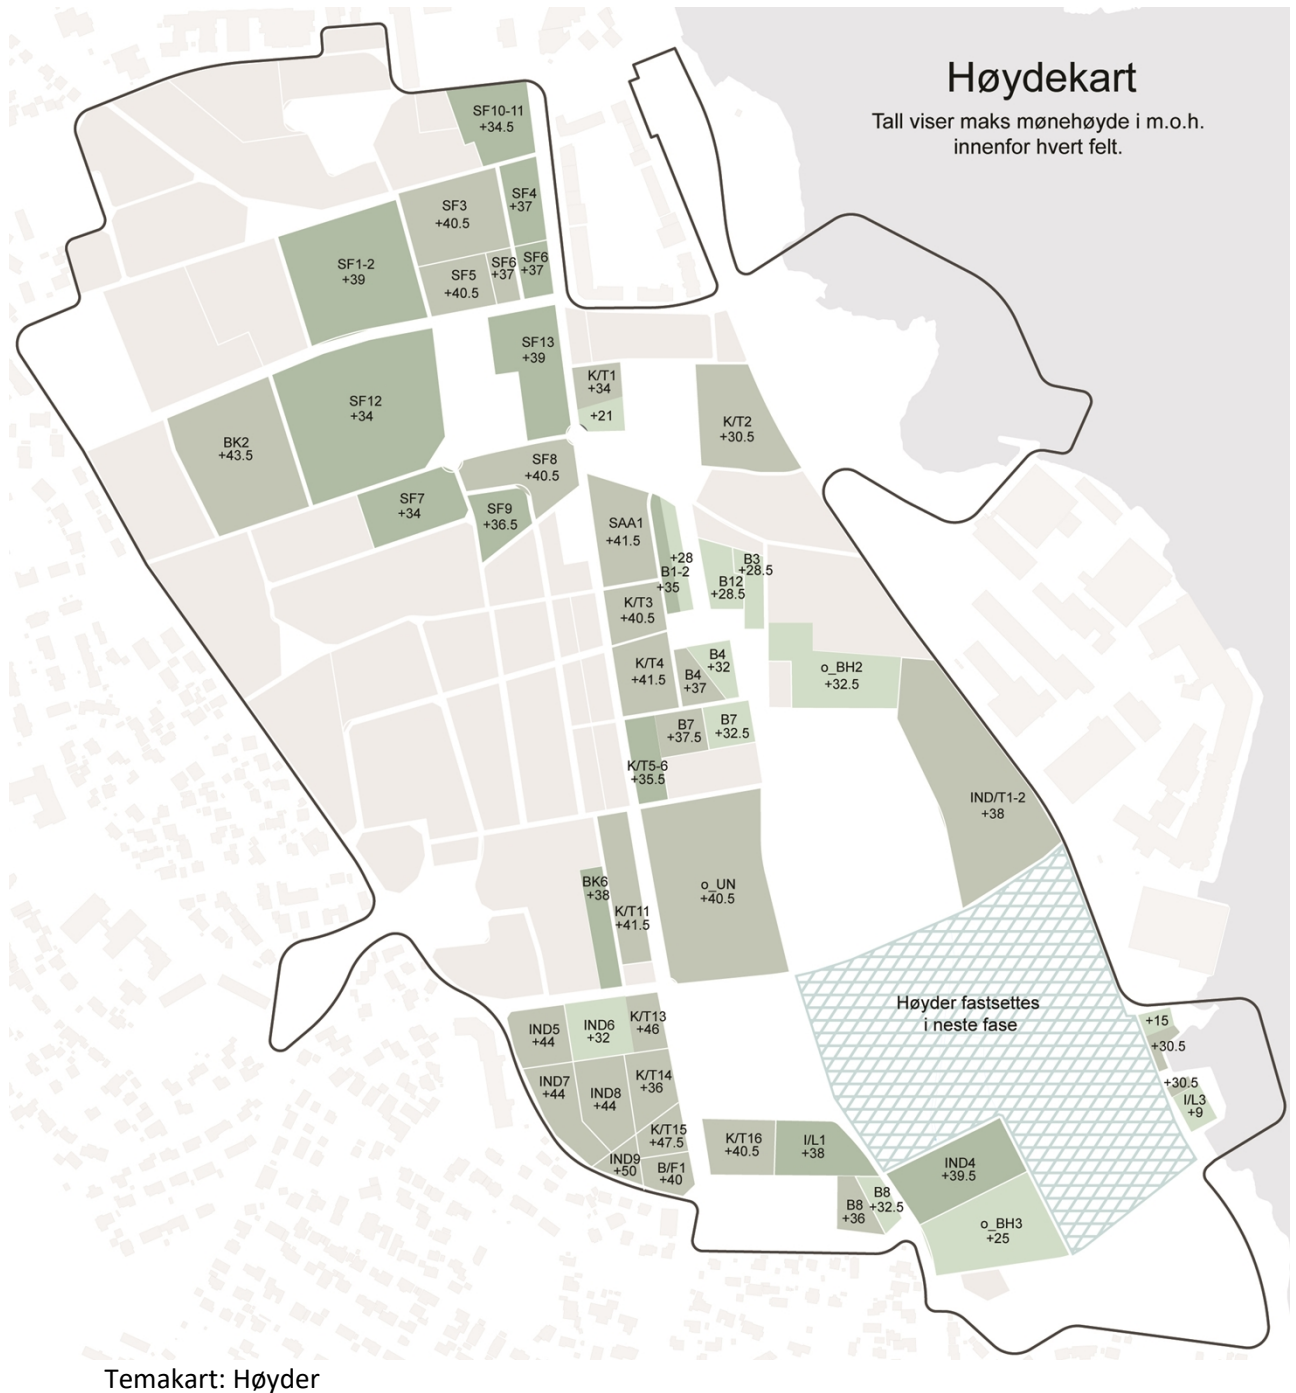 Høydekart
Tall viser maks mønehøyde i m.o.h.
innenfor hvert felt.
SF10-11
+34.5
SF4
+37
SF3
+40.5
SF1-2
+39
SF5
+40.5
SF6
+37
SF6
+37
SF13
+39
K/T1
+34
+21
K/T2
+30.5
SF12
+34
BK2
+43.5
SF8
+40.5
SF7
+34
SF9
+36.5
SAA1
+41.5
+28
B1-2
+35
B3
+28.5
B12
+28.5
K/T3
+40.5
K/T4
+41.5
B4
+32
B4
+37
o_BH2
+32.5
B7
+37.5
B7
+32.5
K/T5-6
+35.5
IND/T1-2
+38
BK6
+38
K/T11
+41.5
o_UN
+40.5
Høyder fastsettes
i neste fase
IND5
+44
IND6
+32
K/T13
+46
+15
+30.5
+30.5
I/L3
+9
IND7
+44
IND8
+44
K/T14
+36
K/T15
+47.5
IND9
+50
B/F1
+40
K/T16
+40.5
I/L1
+38
IND4
+39.5
B8
+36
B8
+32.5
o_BH3
+25
Temakart: Høyder